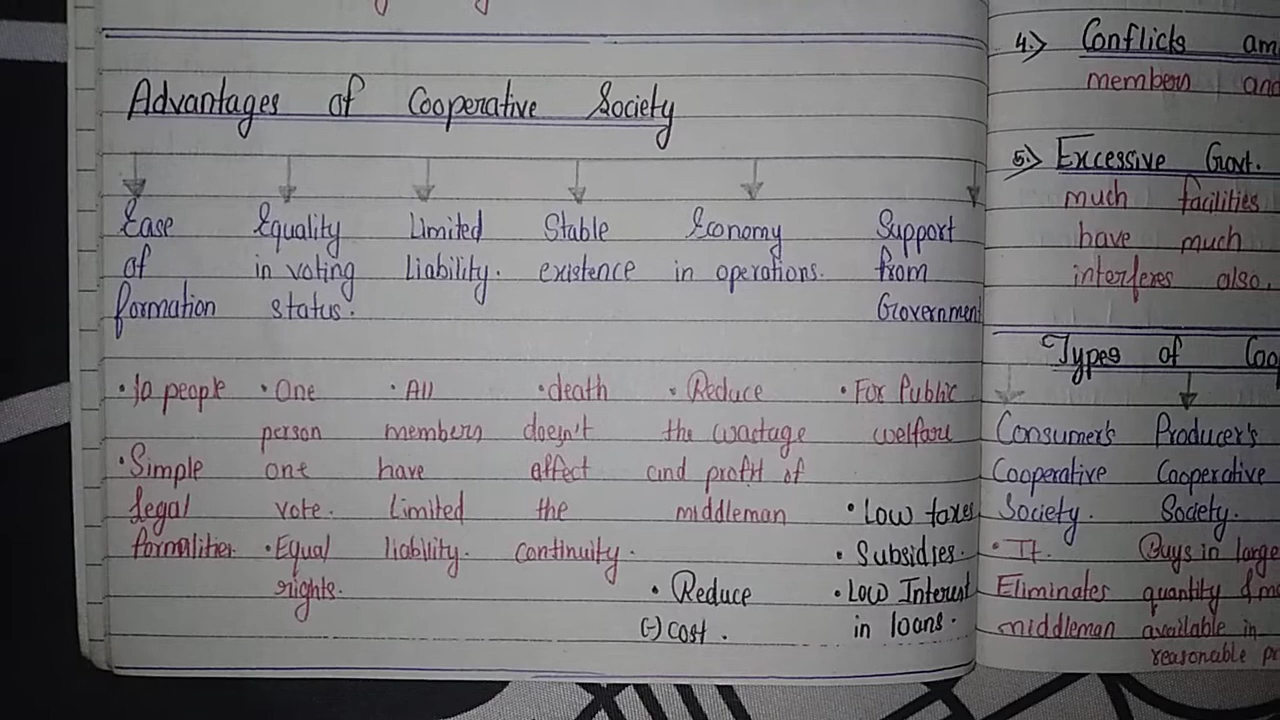 Advantages of Cooperative Society
Ease
of
formation
Equality
in voting
status.
Limited
liability.
Stable
existence
Economy
in operations.
Support
from
Government
• 10 people
• Simple
legal
formalities.
• One
person
one
vote.
• Equal
rights.
• All
members
have
Limited
liability.
• death
doesn't
affect
the
continuity.
• Reduce
the wastage
and profit of
middleman
• Reduce
(-) cost.
• For Public
welfare
• Low taxes
• Subsidies.
• Low Interest
in loans.
4.> Conflicts am
members and
5.> Excessive Govt.
much facilities
have much
interferes also.
Types of Coo
Consumer's
Cooperative
Society.
• It
Eliminates
middleman
Producer's
Cooperative
Society.
Buys in large
quantity &
available in
reasonable